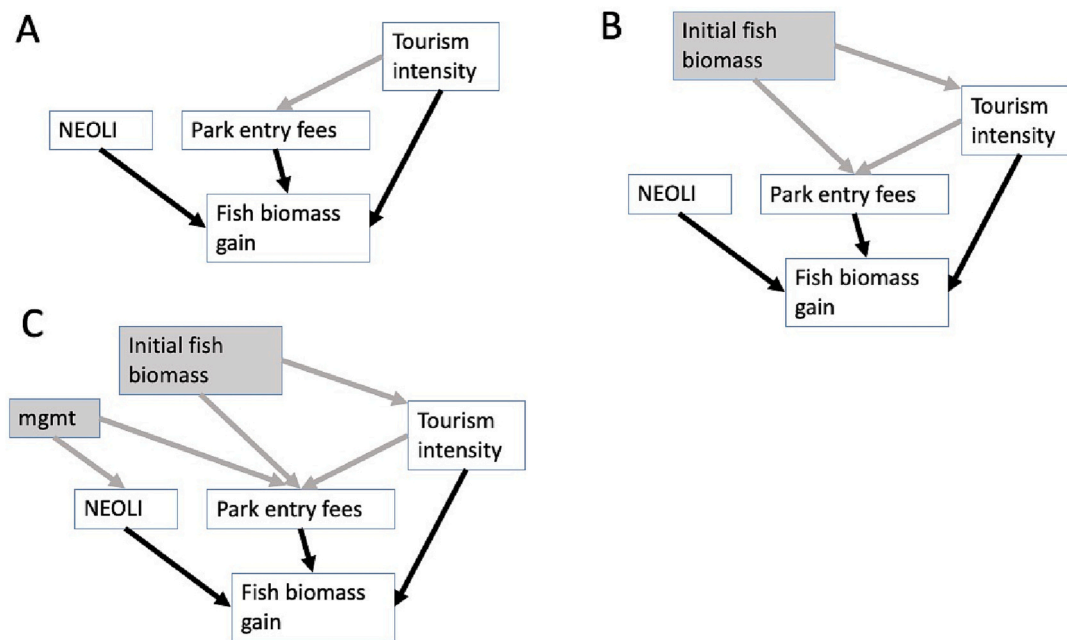 A
Tourism
intensity
NEOLI
Park entry fees
Fish biomass
gain
B
Initial fish
biomass
Tourism
intensity
NEOLI
Park entry fees
Fish biomass
gain
C
Initial fish
biomass
mgmt
Tourism
intensity
NEOLI
Park entry fees
Fish biomass
gain